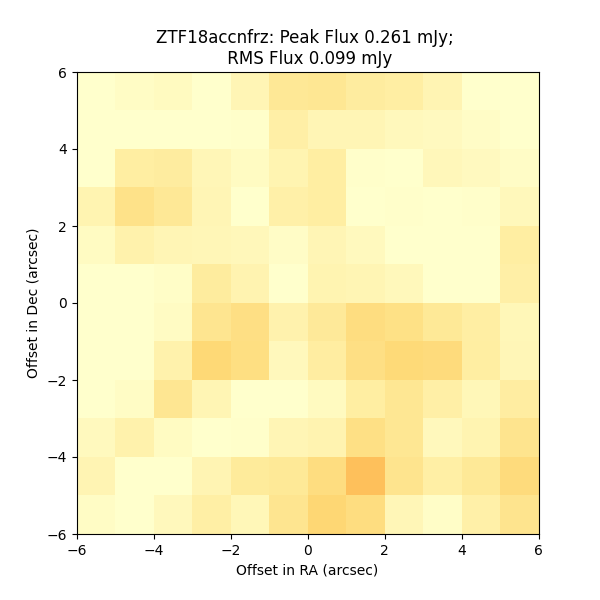 ZTF18accnfrz: Peak Flux 0.261 mJy;
RMS Flux 0.099 mJy
6
4
2
0
−2
−4
−6
Offset in Dec (arcsec)
−6 −4 −2 0 2 4 6
Offset in RA (arcsec)